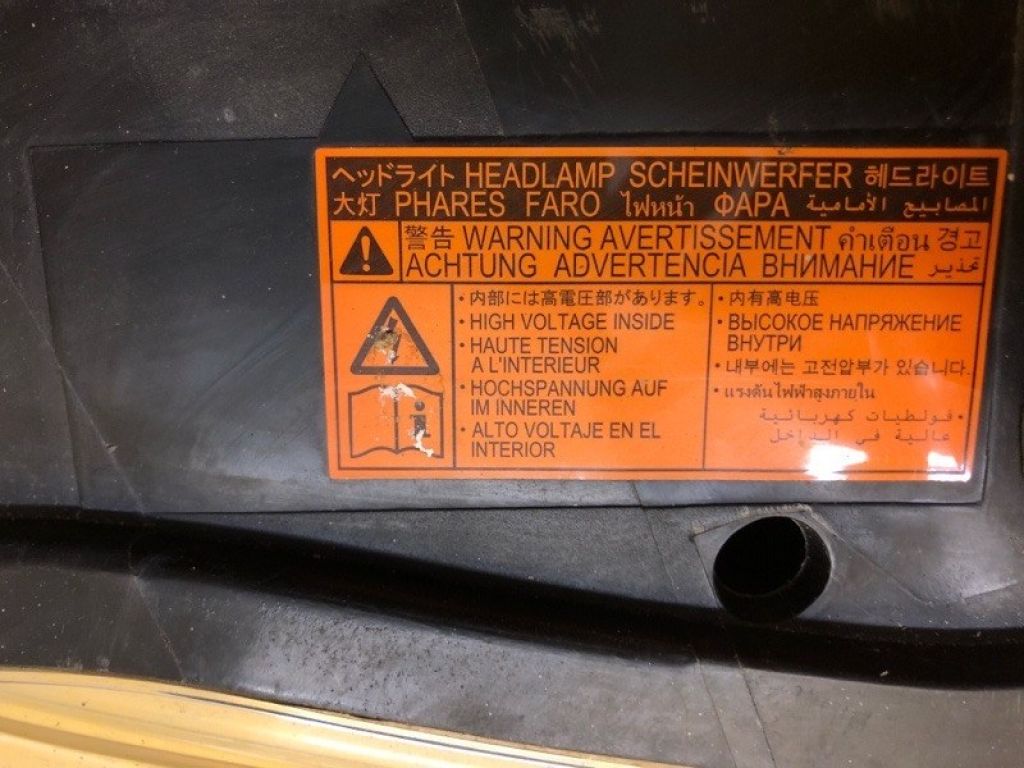 ヘッドライト HEADLAMP SCHEINWERFER 헤드라이트
大灯 PHARES FARO ไฟหน้า ФАРА المصابيح الأمامية
警告 WARNING AVERTISSEMENT คำเตือน 경고
ACHTUNG ADVERTENCIA ВНИМАНИЕ تحذير
・内部には高電圧部があります。
・HIGH VOLTAGE INSIDE
・HAUTE TENSION
A L'INTERIEUR
・HOCHSPANNUNG AUF
IM INNEREN
・ALTO VOLTAJE EN EL
INTERIOR
・内有高电压
・ВЫСОКОЕ НАПРЯЖЕНИЕ
ВНУТРИ
・내부에는 고전압부가 있습니다.
・แรงดันไฟฟ้าสูงภายใน
・فولطيات كهربائية
عالية في الداخل